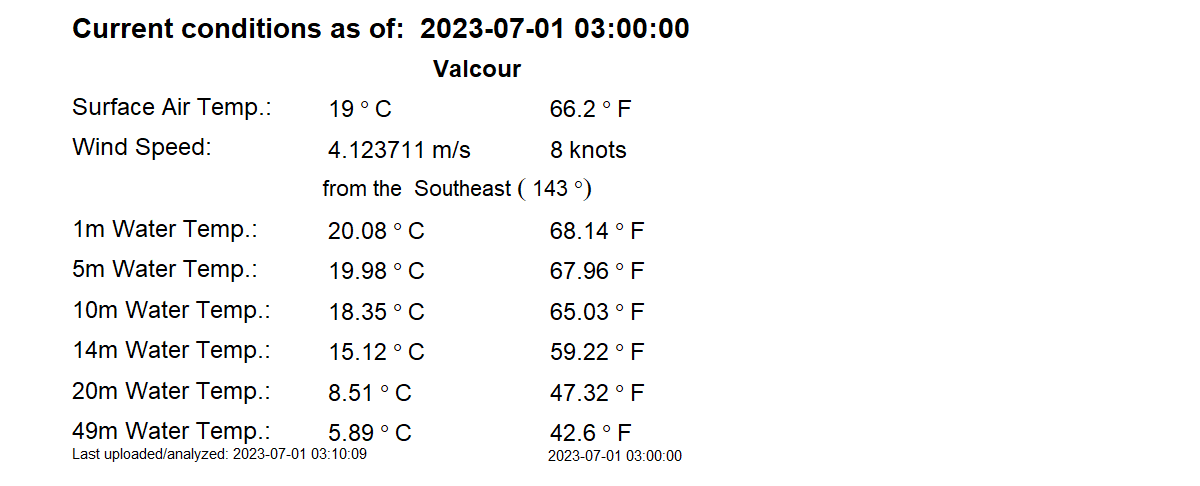 Current conditions as of: 2023-07-01 03:00:00
Valcour
Surface Air Temp.: 19 ° C 66.2 ° F
Wind Speed: 4.123711 m/s 8 knots
from the Southeast ( 143 °)
1m Water Temp.: 20.08 ° C 68.14 ° F
5m Water Temp.: 19.98 ° C 67.96 ° F
10m Water Temp.: 18.35 ° C 65.03 ° F
14m Water Temp.: 15.12 ° C 59.22 ° F
20m Water Temp.: 8.51 ° C 47.32 ° F
49m Water Temp.: 5.89 ° C 42.6 ° F
Last uploaded/analyzed: 2023-07-01 03:10:09 2023-07-01 03:00:00